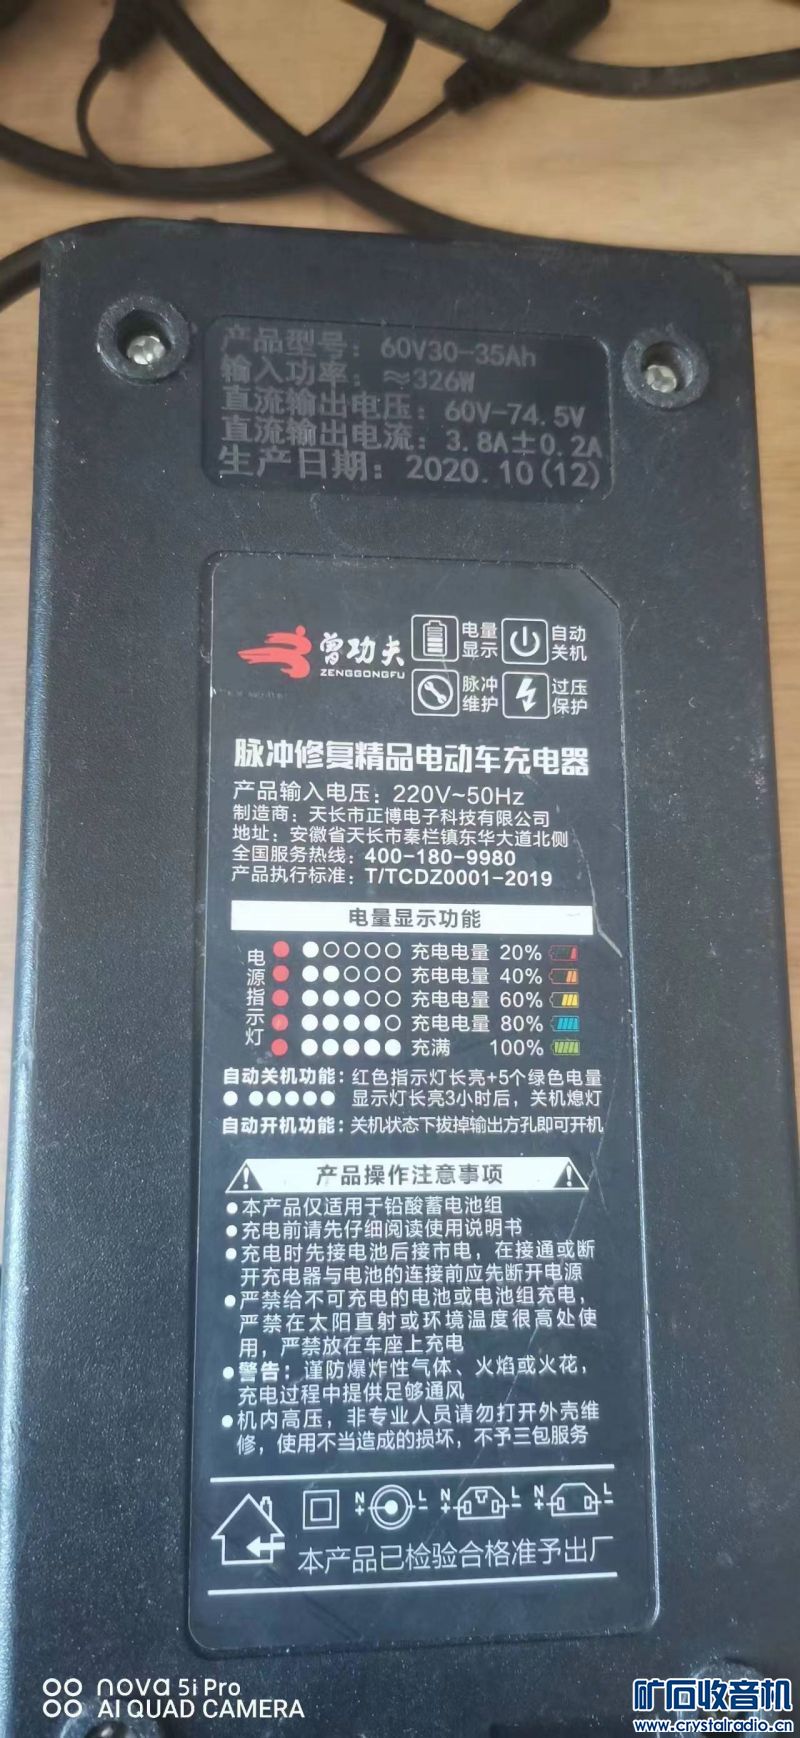 产品型号：60V30-35Ah
输入功率：≈326W
直流输出电压：60V-74.5V
直流输出电流：3.8A±0.2A
生产日期：2020.10(12)
曾功夫
ZENGGONGFU
电量显示
自动关机
脉冲维护
过压保护
脉冲修复精品电动车充电器
产品输入电压：220V~50Hz
制造商：天长市正博电子科技有限公司
地址：安徽省天长市秦栏镇东华大道北侧
全国服务热线：400-180-9980
产品执行标准：T/TCDZ0001-2019
电量显示功能
电源指示灯
充电电量 20%
充电电量 40%
充电电量 60%
充电电量 80%
充满 100%
自动关机功能：红色指示灯长亮+5个绿色电量
显示灯长亮3小时后，关机熄灯
自动开机功能：关机状态下拔掉输出方孔即可开机
产品操作注意事项
●本产品仅适用于铅酸蓄电池组
●充电前请先仔细阅读使用说明书
●充电时先接电池后接市电，在接通或断
开充电器与电池的连接前应先断开电源
●严禁给不可充电的电池或电池组充电，
严禁在太阳直射或环境温度很高处使
用，严禁放在车座上充电
●警告：谨防爆炸性气体、火焰或火花，
充电过程中提供足够通风
●机内高压，非专业人员请勿打开外壳维
修，使用不当造成的损坏，不予三包服务
N + L -
N + L -
N + L -
本产品已检验合格准予出厂
nova 5i Pro
AI QUAD CAMERA
矿石收音机
www.crystalradio.cn